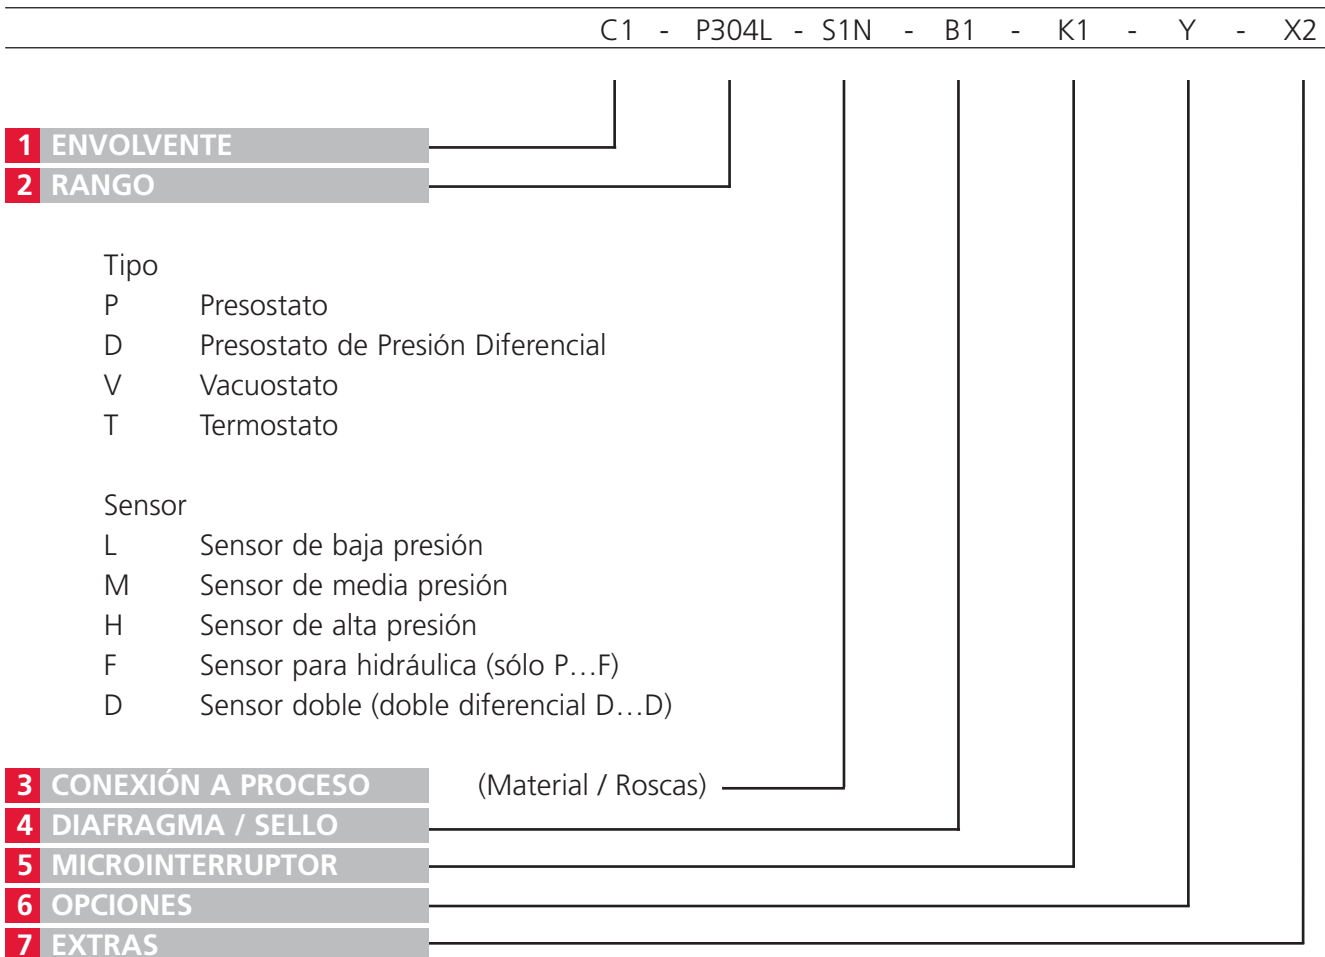 C1 - P304L - S1N - B1 - K1 - Y - X2
1 ENVOLVENTE
2 RANGO
Tipo
P Presostato
D Presostato de Presión Diferencial
V Vacuostato
T Termostato
Sensor
L Sensor de baja presión
M Sensor de media presión
H Sensor de alta presión
F Sensor para hidráulica (sólo P…F)
D Sensor doble (doble diferencial D…D)
3 CONEXIÓN A PROCESO (Material / Roscas)
4 DIAFRAGMA / SELLO
5 MICROINTERRUPTOR
6 OPCIONES
7 EXTRAS